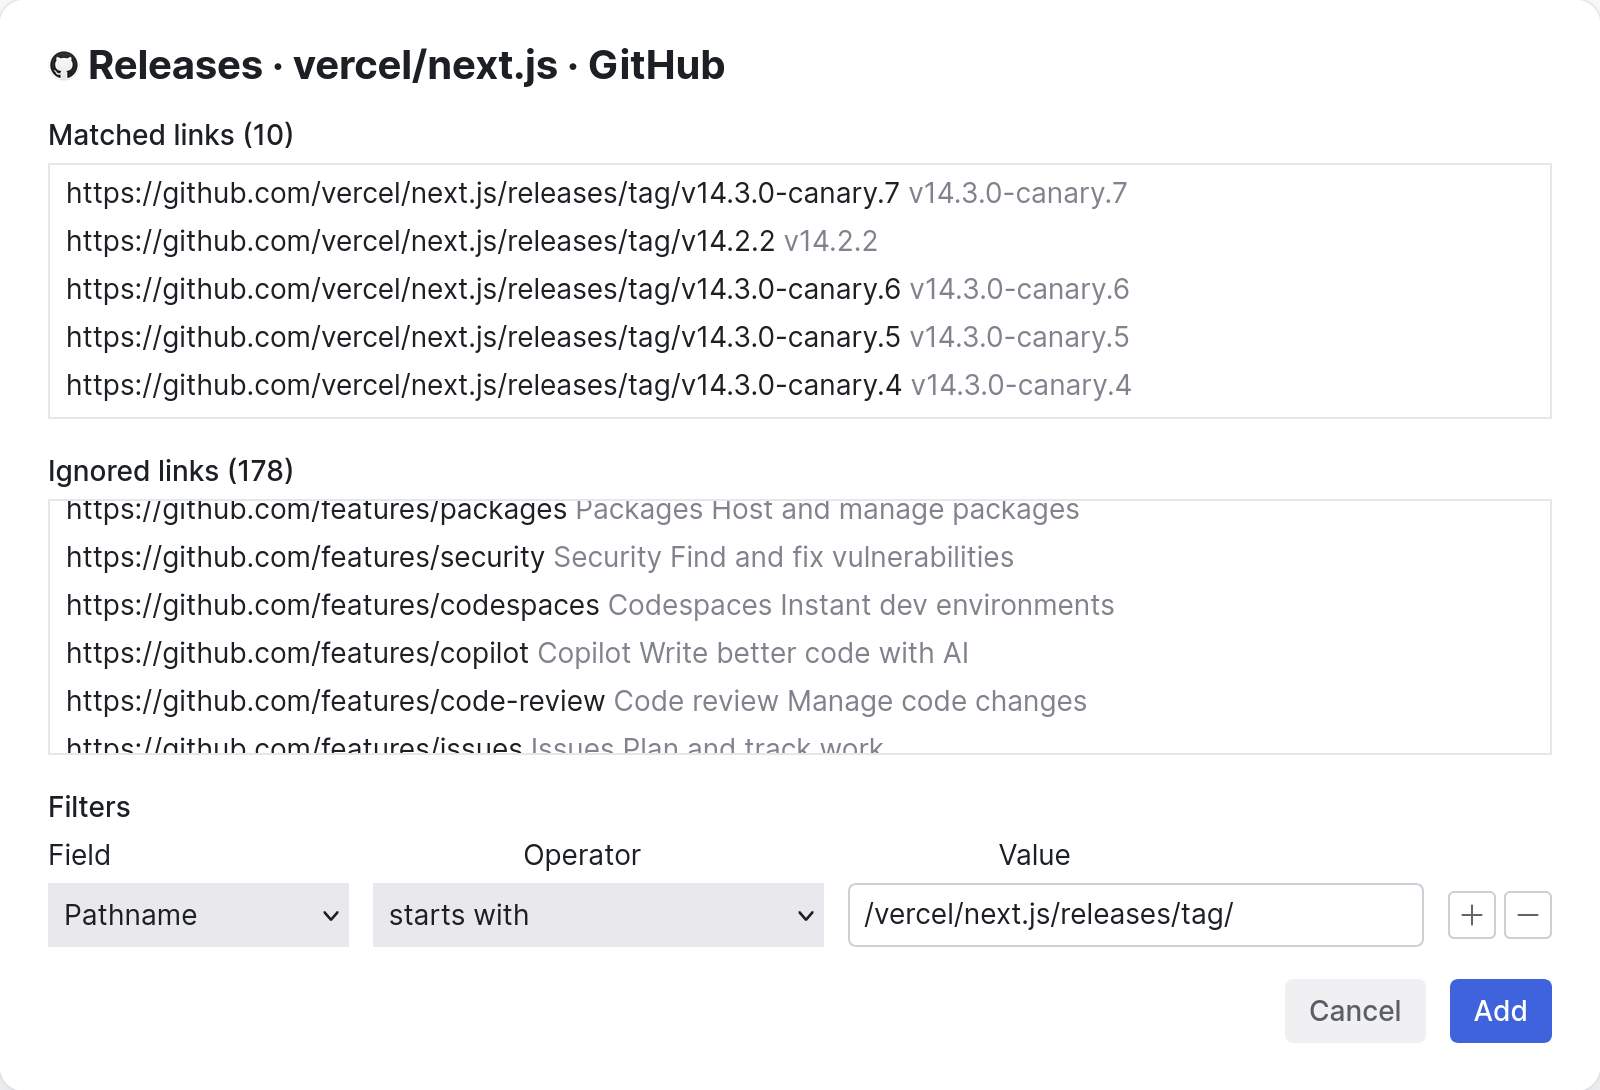 Releases · vercel/next.js · GitHub
Matched links (10)
https://github.com/vercel/next.js/releases/tag/v14.3.0-canary.7 v14.3.0-canary.7
https://github.com/vercel/next.js/releases/tag/v14.2.2 v14.2.2
https://github.com/vercel/next.js/releases/tag/v14.3.0-canary.6 v14.3.0-canary.6
https://github.com/vercel/next.js/releases/tag/v14.3.0-canary.5 v14.3.0-canary.5
https://github.com/vercel/next.js/releases/tag/v14.3.0-canary.4 v14.3.0-canary.4
Ignored links (178)
https://github.com/features/packages Packages Host and manage packages
https://github.com/features/security Security Find and fix vulnerabilities
https://github.com/features/codespaces Codespaces Instant dev environments
https://github.com/features/copilot Copilot Write better code with AI
https://github.com/features/code-review Code review Manage code changes
https://github.com/features/issues Issues Plan and track work
Filters
Field Operator Value
Pathname starts with /vercel/next.js/releases/tag/
Cancel Add